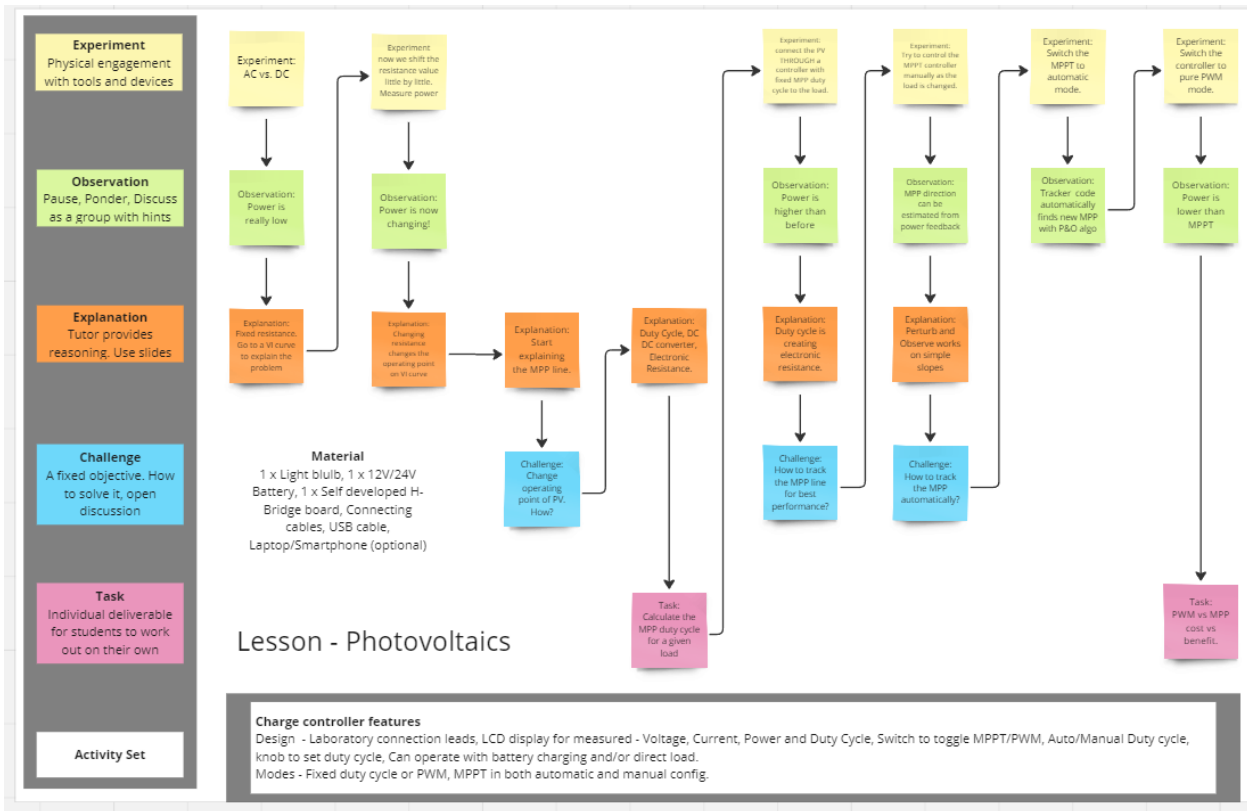 Experiment
Physical engagement
with tools and devices
Observation
Pause, Ponder, Discuss
as a group with hints
Explanation
Tutor provides
reasoning. Use slides
Challenge
A fixed objective. How
to solve it, open
discussion
Task
Individual deliverable
for students to work
out on their own
Activity Set
Experiment:
AC vs. DC
Observation:
Power is
really low
Explanation:
Fixed resistance.
Go to a VI curve
to explain the
problem
Experiment
now we shift the
resistance value
little by little.
Measure power
Observation:
Power is now
changing!
Explanation:
Changing
resistance
changes the
operating point
on VI curve
Explanation:
Start
explaining
the MPP line.
Challenge:
Change
operating
point of PV.
How?
Explanation:
Duty Cycle, DC
DC converter,
Electronic
Resistance.
Task:
Calculate the
MPP duty cycle
for a given
load
Experiment:
connect the PV
THROUGH a
controller with
fixed MPP duty
cycle to the load.
Observation:
Power is
higher than
before
Explanation:
Duty cycle is
creating
electronic
resistance.
Challenge:
How to track
the MPP line
for best
performance?
Experiment:
Try to control the
MPPT controller
manually as the
load is changed.
Observation:
MPP direction
can be
estimated from
power feedback
Explanation:
Perturb and
Observe works
on simple
slopes
Challenge:
How to track
the MPP
automatically?
Experiment:
Switch the
MPPT to
automatic
mode.
Observation:
Tracker code
automatically
finds new MPP
with P&O algo
Experiment:
Switch the
controller to
pure PWM
mode.
Observation:
Power is
lower than
MPPT
Task:
PWM vs MPP
cost vs
benefit.
Material
1 x Light blulb, 1 x 12V/24V
Battery, 1 x Self developed H-
Bridge board, Connecting
cables, USB cable,
Laptop/Smartphone (optional)
Lesson - Photovoltaics
Charge controller features
Design - Laboratory connection leads, LCD display for measured - Voltage, Current, Power and Duty Cycle, Switch to toggle MPPT/PWM, Auto/Manual Duty cycle,
knob to set duty cycle, Can operate with battery charging and/or direct load.
Modes - Fixed duty cycle or PWM, MPPT in both automatic and manual config.